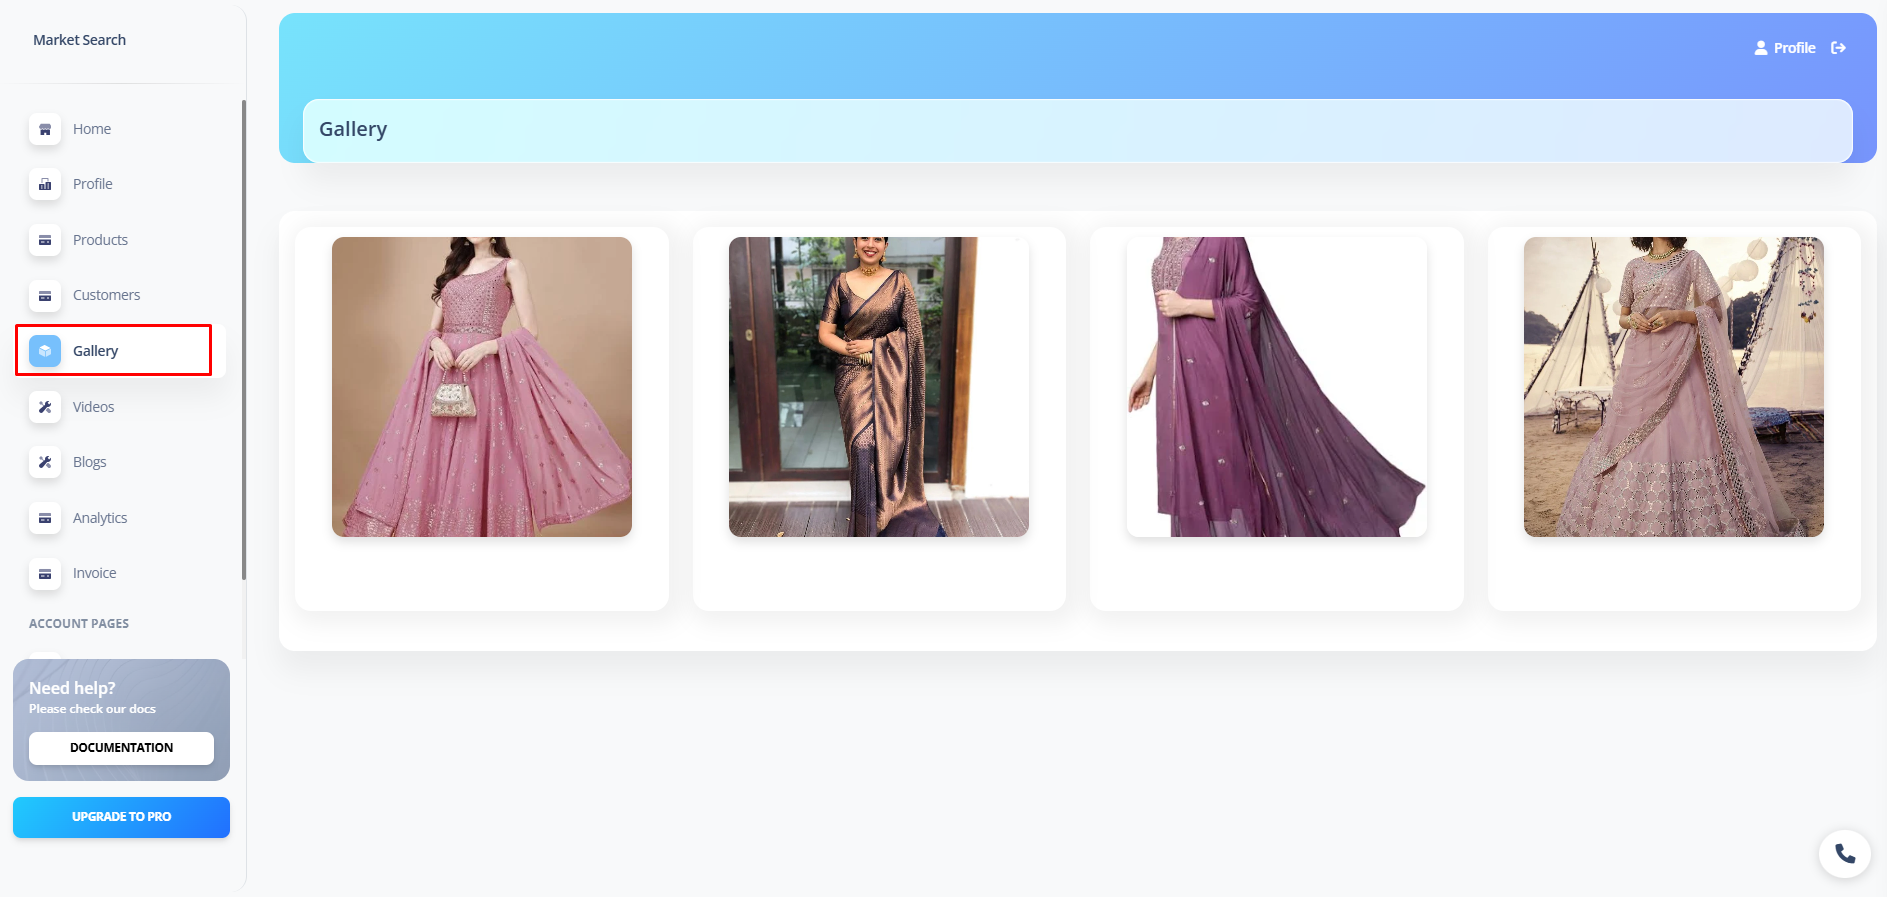 Market Search
Home
Profile
Products
Customers
Gallery
Videos
Blogs
Analytics
Invoice
ACCOUNT PAGES
Need help?
Please check our docs
DOCUMENTATION
UPGRADE TO PRO
Profile
Gallery